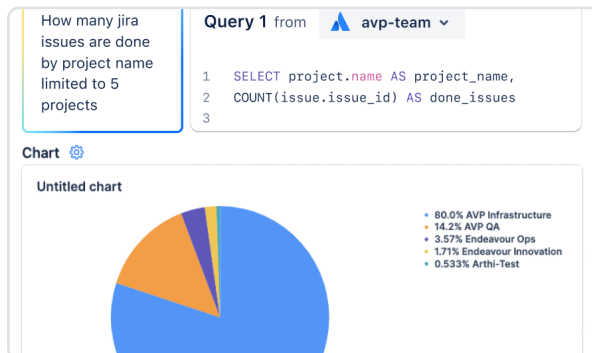 How many jira
issues are done
by project name
limited to 5
projects
Query 1 from avp-team
1 SELECT project.name AS project_name,
2 COUNT(issue.issue_id) AS done_issues
3
Chart
Untitled chart
80.0% AVP Infrastructure
14.2% AVP QA
3.57% Endeavour Ops
1.71% Endeavour Innovation
0.533% Arthi-Test